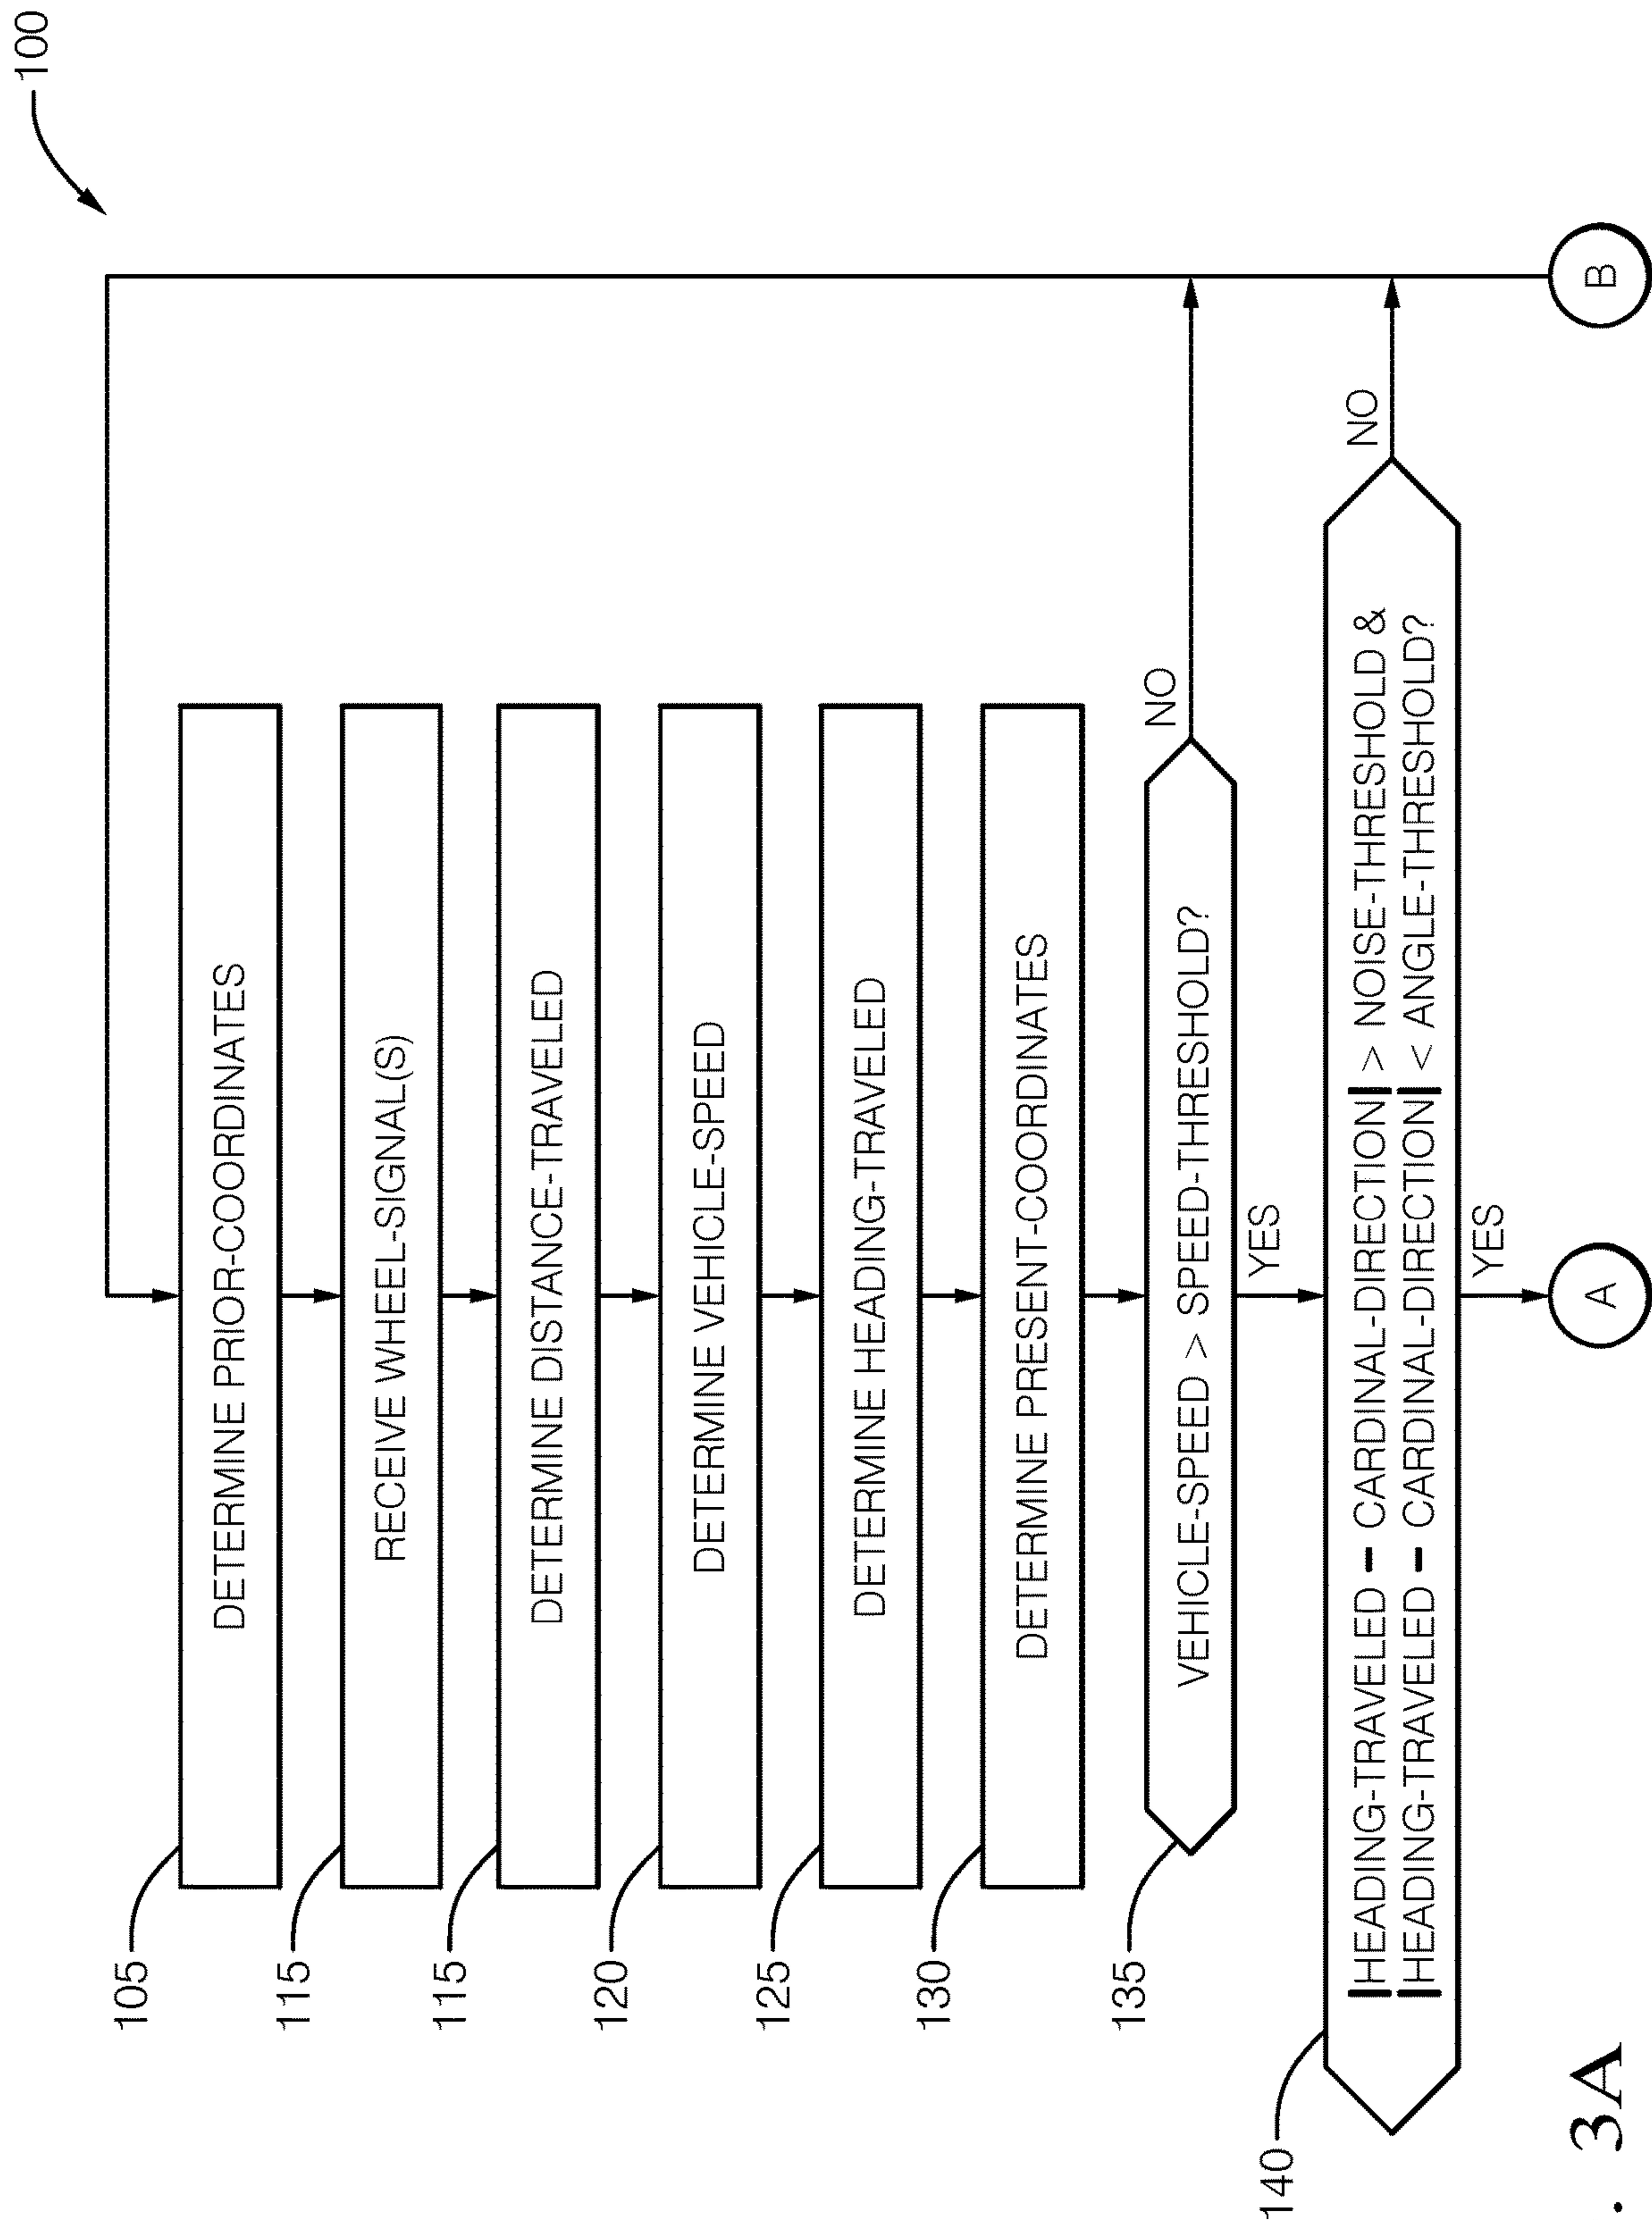 100
105
DETERMINE PRIOR-COORDINATES
115
RECEIVE WHEEL-SIGNAL(S)
115
DETERMINE DISTANCE-TRAVELED
120
DETERMINE VEHICLE-SPEED
125
DETERMINE HEADING-TRAVELED
130
DETERMINE PRESENT-COORDINATES
135
VEHICLE-SPEED > SPEED-THRESHOLD?
NO
YES
140
|HEADING-TRAVELED - CARDINAL-DIRECTION| > NOISE-THRESHOLD &
|HEADING-TRAVELED - CARDINAL-DIRECTION| < ANGLE-THRESHOLD?
NO
YES
A
B
. 3A